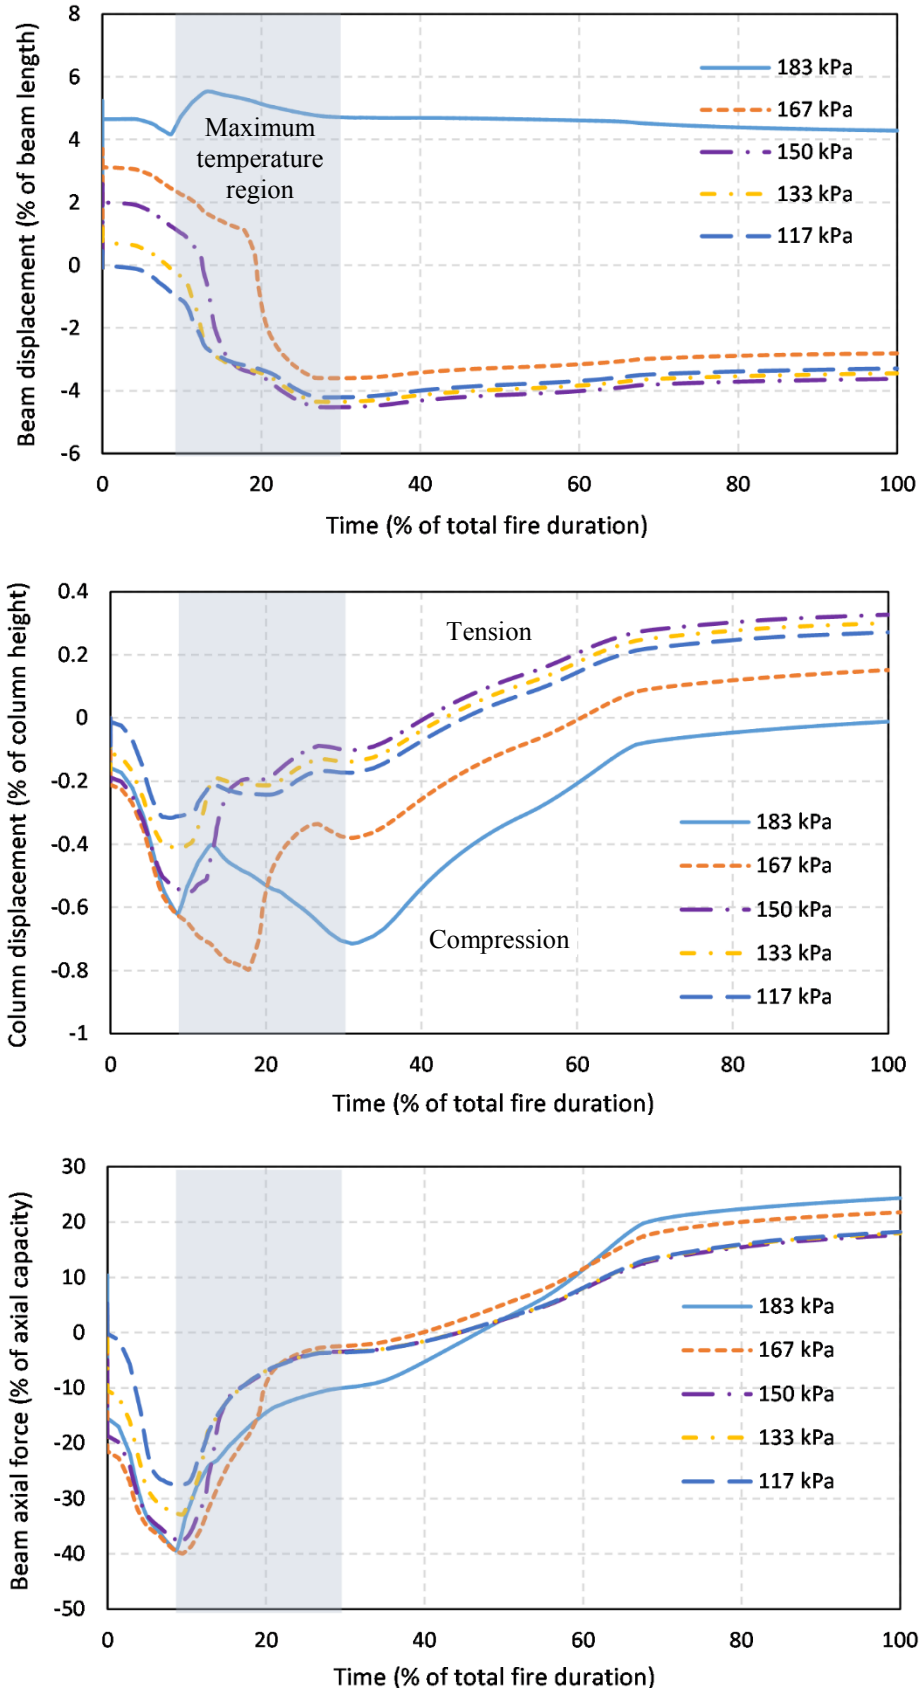 Beam displacement (% of beam length)
8
6
4
2
0
-2
-4
-6
Maximum
temperature
region
183 kPa
167 kPa
150 kPa
133 kPa
117 kPa
0 20 40 60 80 100
Time (% of total fire duration)
Column displacement (% of column height)
0.4
0.2
0
-0.2
-0.4
-0.6
-0.8
-1
Tension
Compression
183 kPa
167 kPa
150 kPa
133 kPa
117 kPa
0 20 40 60 80 100
Time (% of total fire duration)
Beam axial force (% of axial capacity)
30
20
10
0
-10
-20
-30
-40
-50
183 kPa
167 kPa
150 kPa
133 kPa
117 kPa
0 20 40 60 80 100
Time (% of total fire duration)